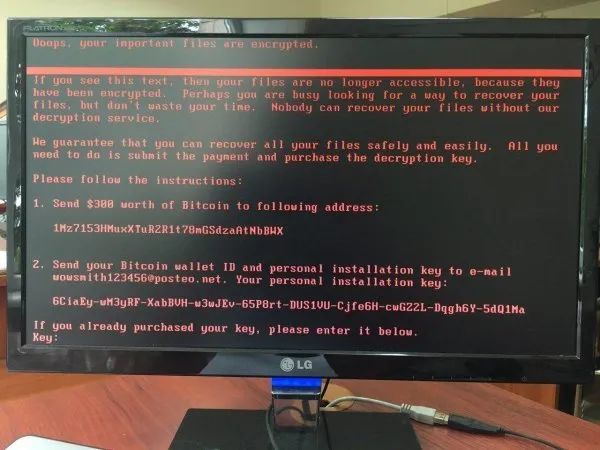 FLATRON
Ooops, your important files are encrypted.
If you see this text, then your files are no longer accessible, because they
have been encrypted. Perhaps you are busy looking for a way to recover your
files, but don't waste your time. Nobody can recover your files without our
decryption service.
We guarantee that you can recover all your files safely and easily. All you
need to do is submit the payment and purchase the decryption key.
Please follow the instructions:
1. Send $300 worth of Bitcoin to following address:
1Mz7153HMuxXTuR2R1t78mGSdzaAtNbBWX
2. Send your Bitcoin wallet ID and personal installation key to e-mail
wowsmith123456@posteo.net. Your personal installation key:
6CiaEy-wM3yRF-XabBVH-w3wJEv-65P8rt-DUS1VU-Cjfe6H-cwG22L-Dqgh6Y-5dQ1Ma
If you already purchased your key, please enter it below.
Key:
LG